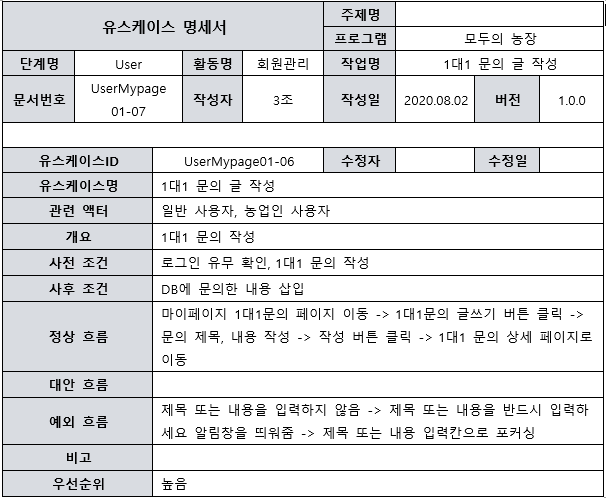 유스케이스 명세서
주제명
프로그램 모두의 농장
단계명 User 활동명 회원관리 작업명 1대1 문의 글 작성
문서번호 UserMypage
01-07 작성자 3조 작성일 2020.08.02 버전 1.0.0
유스케이스ID UserMypage01-06 수정자 수정일
유스케이스명 1대1 문의 글 작성
관련 액터 일반 사용자, 농업인 사용자
개요 1대1 문의 작성
사전 조건 로그인 유무 확인, 1대1 문의 작성
사후 조건 DB에 문의한 내용 삽입
정상 흐름 마이페이지 1대1문의 페이지 이동 -> 1대1문의 글쓰기 버튼 클릭 ->
문의 제목, 내용 작성 -> 작성 버튼 클릭 -> 1대1 문의 상세 페이지로
이동
대안 흐름
예외 흐름 제목 또는 내용을 입력하지 않음 -> 제목 또는 내용을 반드시 입력하
세요 알림창을 띄워줌 -> 제목 또는 내용 입력칸으로 포커싱
비고
우선순위 높음